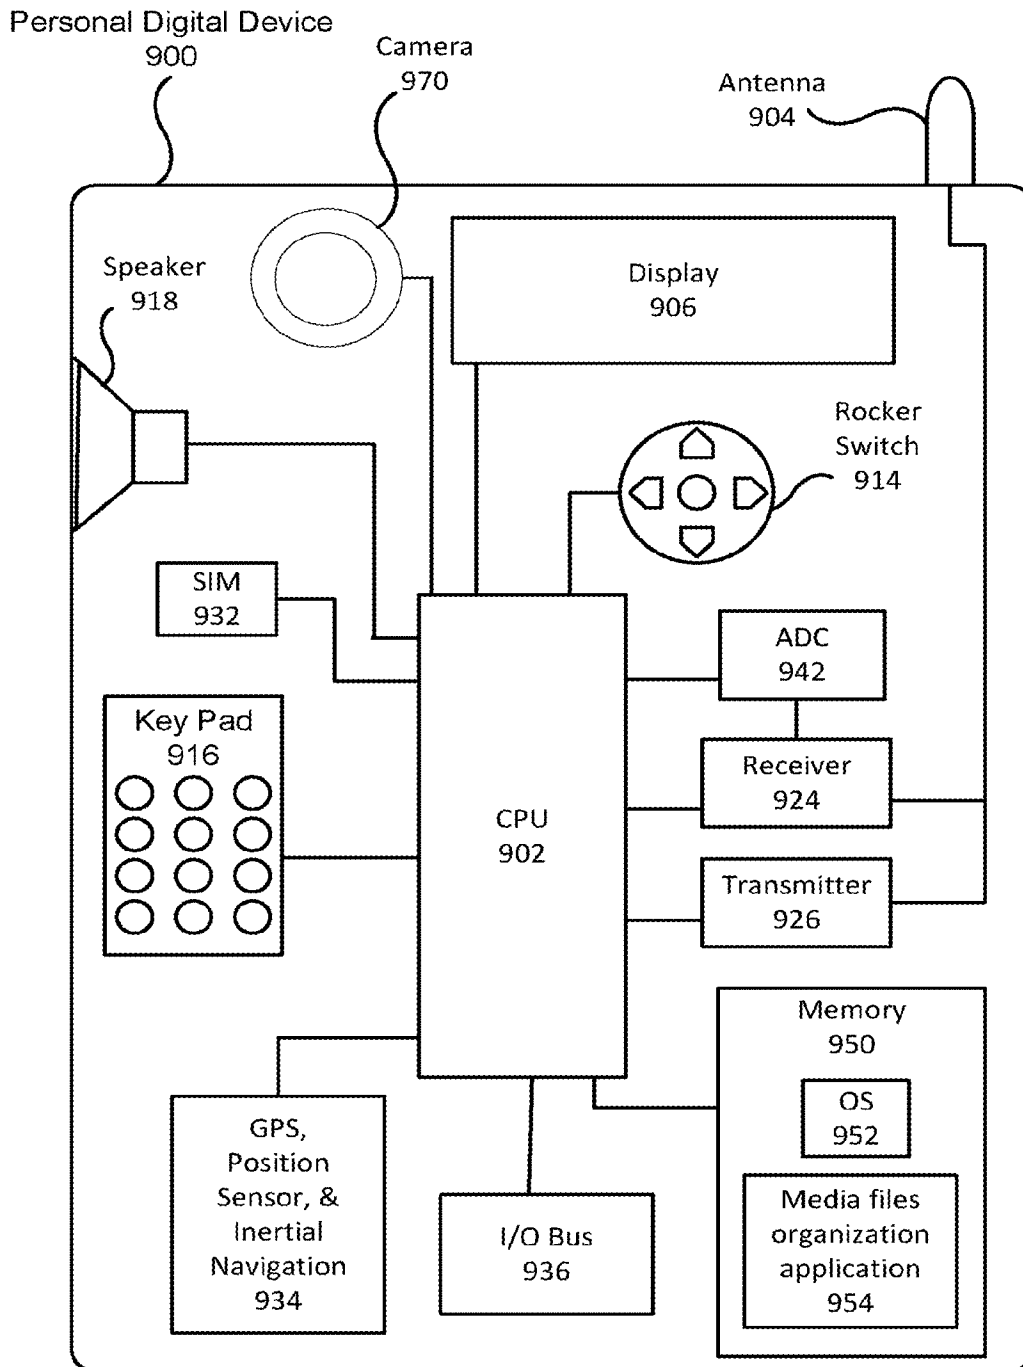 Personal Digital Device
900
Camera
970
Antenna
904
Speaker
918
Display
906
Rocker
Switch
914
SIM
932
ADC
942
Key Pad
916
Receiver
924
CPU
902
Transmitter
926
Memory
950
OS
952
GPS,
Position
Sensor, &
Inertial
Navigation
934
I/O Bus
936
Media files
organization
application
954